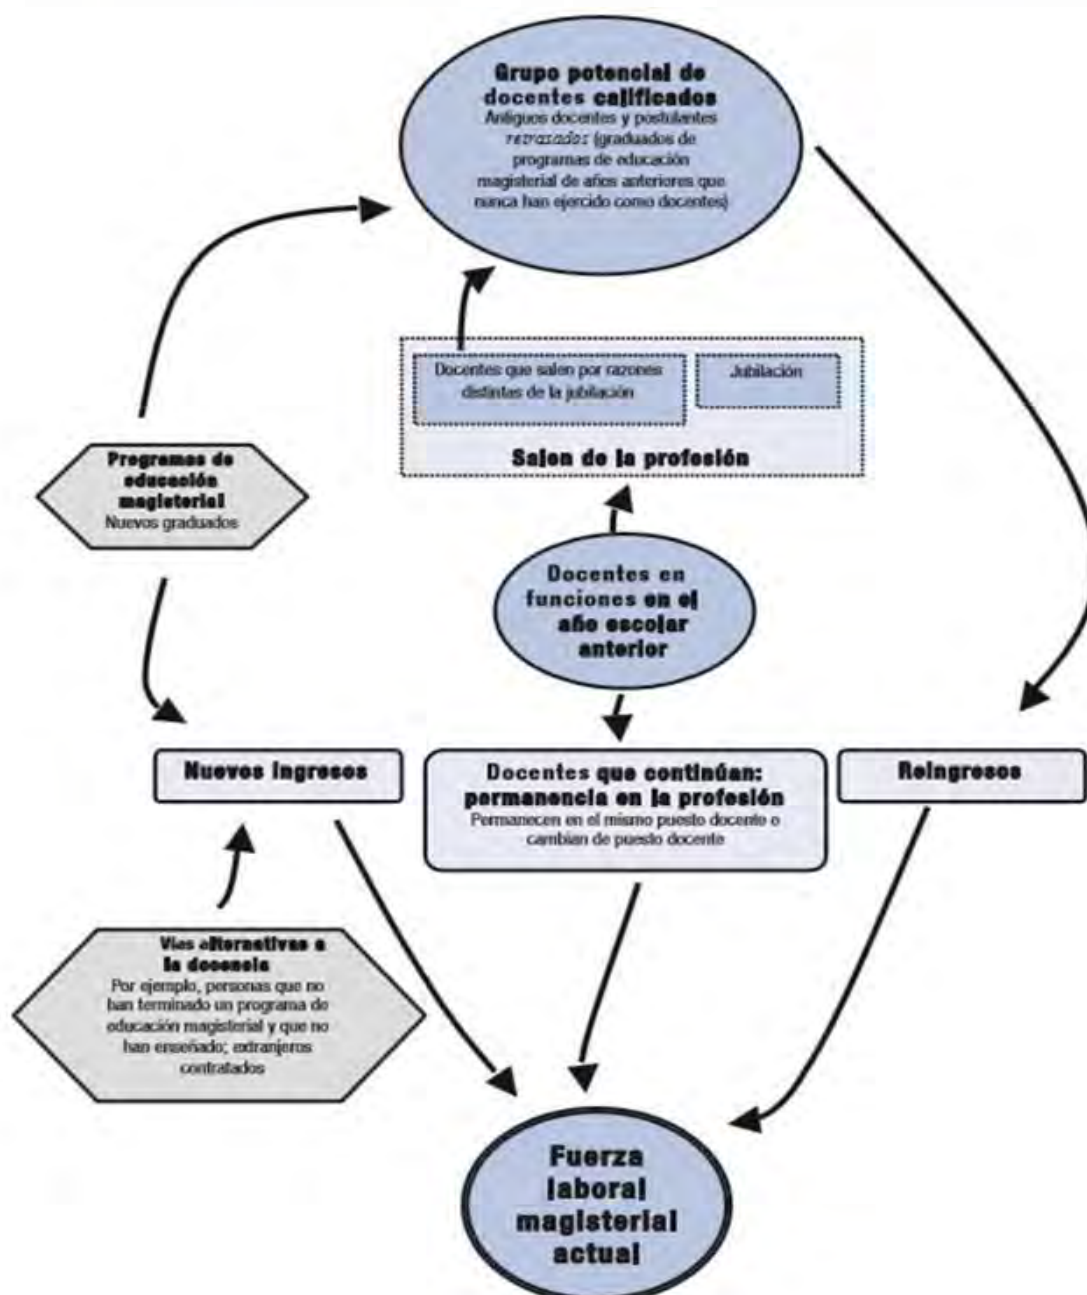 Grupo potencial de
docentes calificados
Antiguos docentes y postulantes
retrasados (graduados de
programas de educación
magisterial de años anteriores que
nunca han ejercido como docentes)
Docentes que salen por razones
distintas de la jubilación
Jubilación
Salen de la profesión
Programas de
educación
magisterial
Nuevos graduados
Docentes en
funciones en el
año escolar
anterior
Nuevos ingresos
Docentes que continúan:
permanencia en la profesión
Permanecen en el mismo puesto docente o
cambian de puesto docente
Reingresos
Vías alternativas a
la docencia
Por ejemplo, personas que no
han terminado un programa de
educación magisterial y que no
han enseñado; extranjeros
contratados
Fuerza
laboral
magisterial
actual